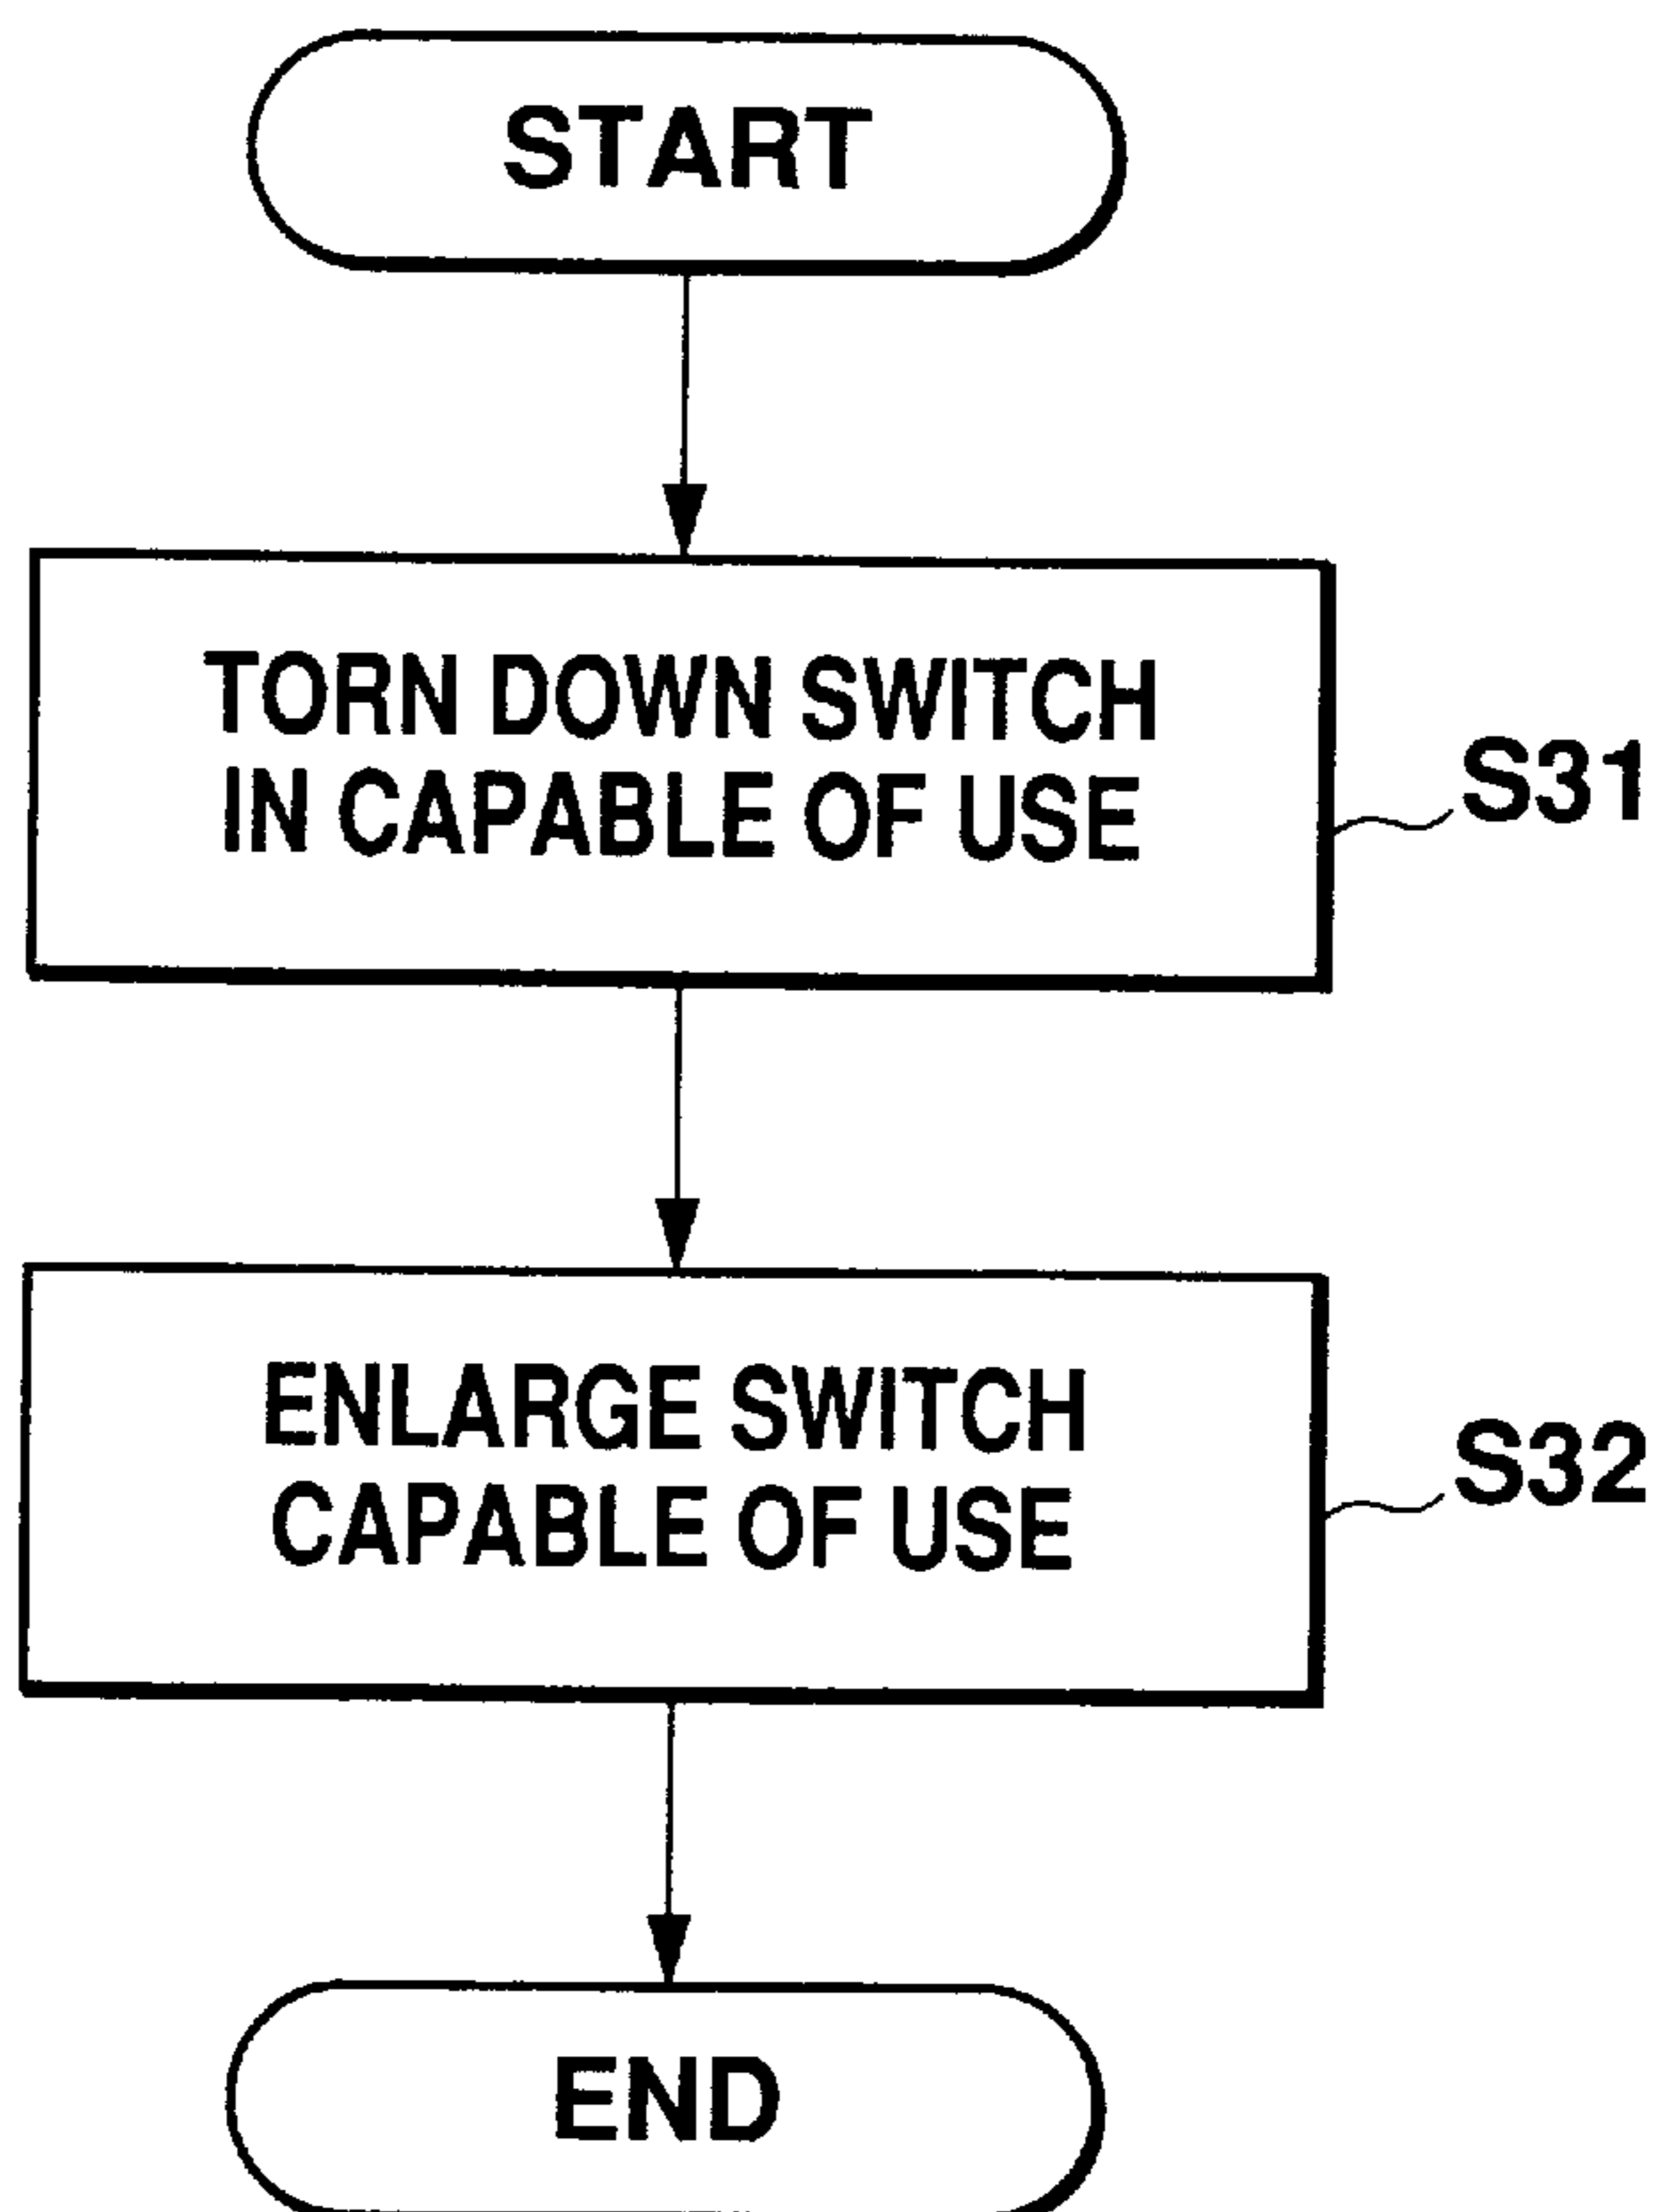 START
TORN DOWN SWITCH
IN CAPABLE OF USE
S31
ENLARGE SWITCH
CAPABLE OF USE
S32
END